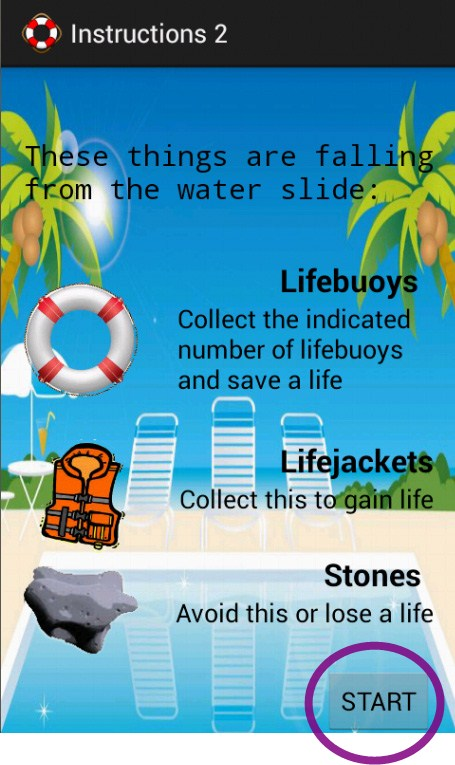 Instructions 2
These things are falling
from the water slide:
Lifebuoys
Collect the indicated
number of lifebuoys
and save a life
Lifejackets
Collect this to gain life
Stones
Avoid this or lose a life
START